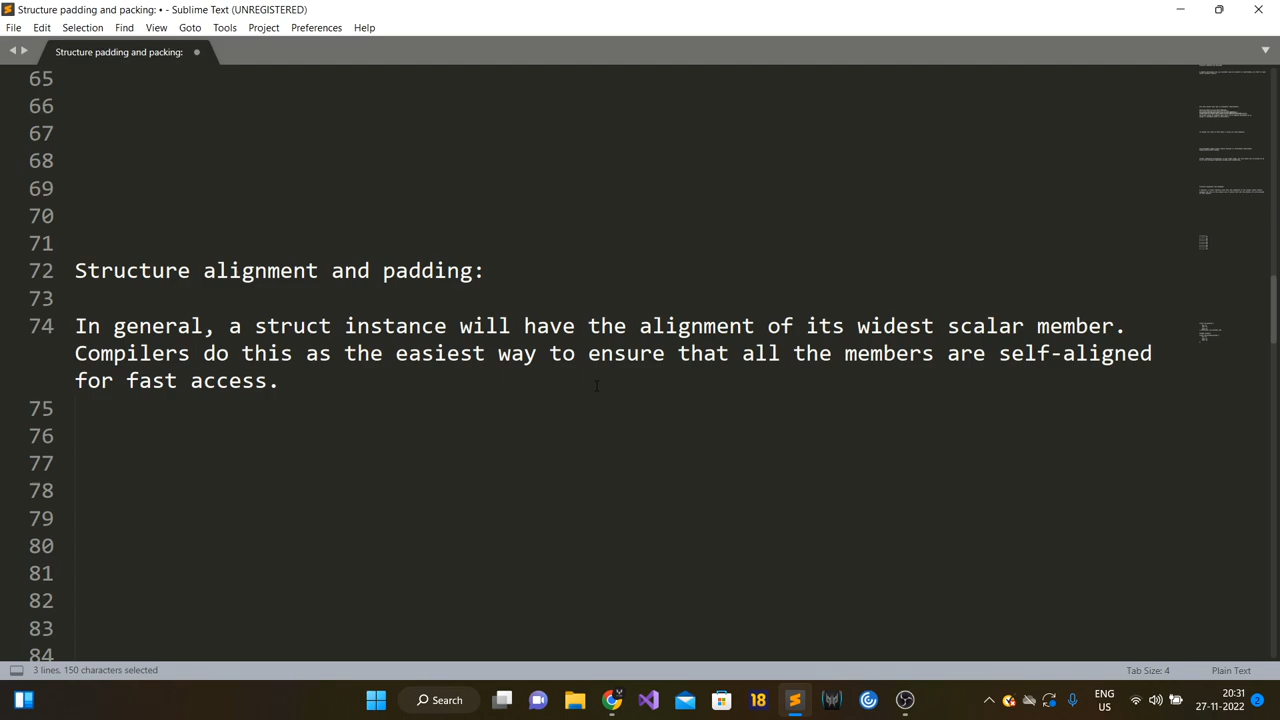 Structure padding and packing: • - Sublime Text (UNREGISTERED)
File Edit Selection Find View Goto Tools Project Preferences Help
Structure padding and packing:
65
66
67
68
69
70
71
72 Structure alignment and padding:
73
74 In general, a struct instance will have the alignment of its widest scalar member.
Compilers do this as the easiest way to ensure that all the members are self-aligned
for fast access.
75
76
77
78
79
80
81
82
83
84
3 lines, 150 characters selected Tab Size: 4 Plain Text
Search 18 ENG US 20:31 27-11-2022 2